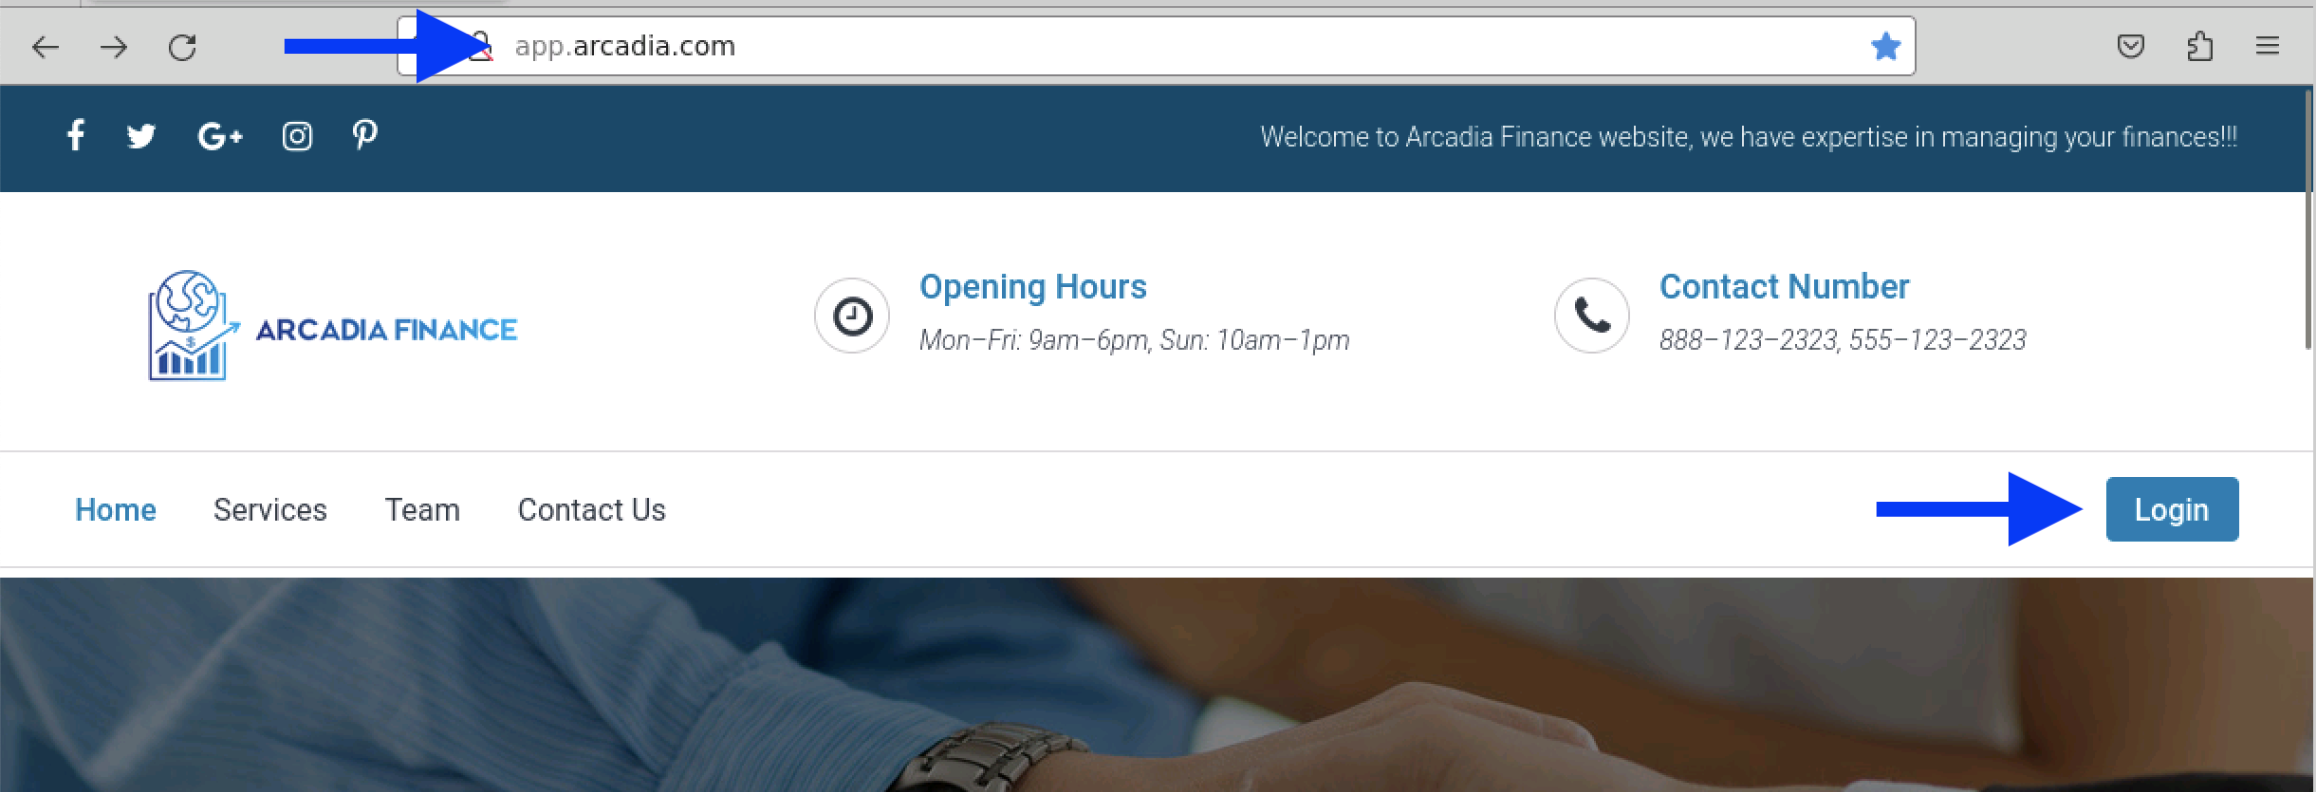 app.arcadia.com
Welcome to Arcadia Finance website, we have expertise in managing your finances!!!
ARCADIA FINANCE
Opening Hours
Mon-Fri: 9am-6pm, Sun: 10am-1pm
Contact Number
888-123-2323, 555-123-2323
Home Services Team Contact Us Login